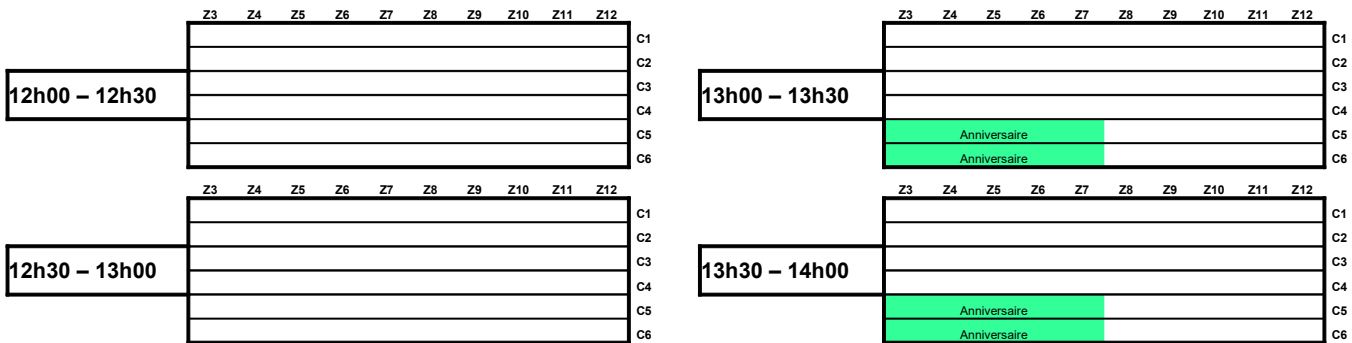 Z3 Z4 Z5 Z6 Z7 Z8 Z9 Z10 Z11 Z12
C1
C2
12h00 – 12h30
C3
C4
C5
C6
Z3 Z4 Z5 Z6 Z7 Z8 Z9 Z10 Z11 Z12
C1
C2
13h00 – 13h30
C3
C4
Anniversaire C5
Anniversaire C6
Z3 Z4 Z5 Z6 Z7 Z8 Z9 Z10 Z11 Z12
C1
C2
12h30 – 13h00
C3
C4
C5
C6
Z3 Z4 Z5 Z6 Z7 Z8 Z9 Z10 Z11 Z12
C1
C2
13h30 – 14h00
C3
C4
Anniversaire C5
Anniversaire C6